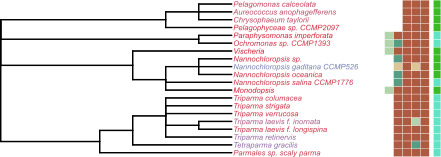 Pelagomonas calceolata
Aureococcus anophagefferens
Chrysophaeum taylorii
Pelagophyceae sp. CCMP2097
Paraphysomonas imperforata
Ochromonas sp. CCMP1393
Vischeria
Nannochloropsis sp.
Nannochloropsis gaditana CCMP526
Nannochloropsis oceanica
Nannochloropsis salina CCMP1776
Monodopsis
Triparma columacea
Triparma strigata
Triparma verrucosa
Triparma laevis f. inornata
Triparma laevis f. longispina
Triparma retinervis
Tetraparma gracilis
Parmales sp. scaly parma